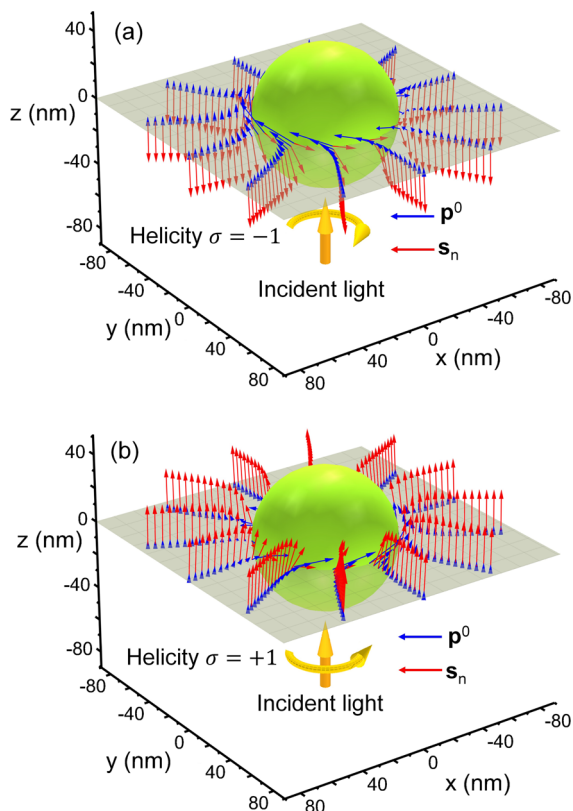 (a)
40
0
z (nm)
-40
-80
p⁰
sₙ
Helicity σ = −1
Incident light
-80
-40
y (nm)
0
40
80
-80
-40
0
x (nm)
40
80
(b)
40
z (nm)
0
-40
-80
p⁰
sₙ
Helicity σ = +1
Incident light
-80
-40
0
y (nm)
40
80
-80
-40
0
x (nm)
40
80